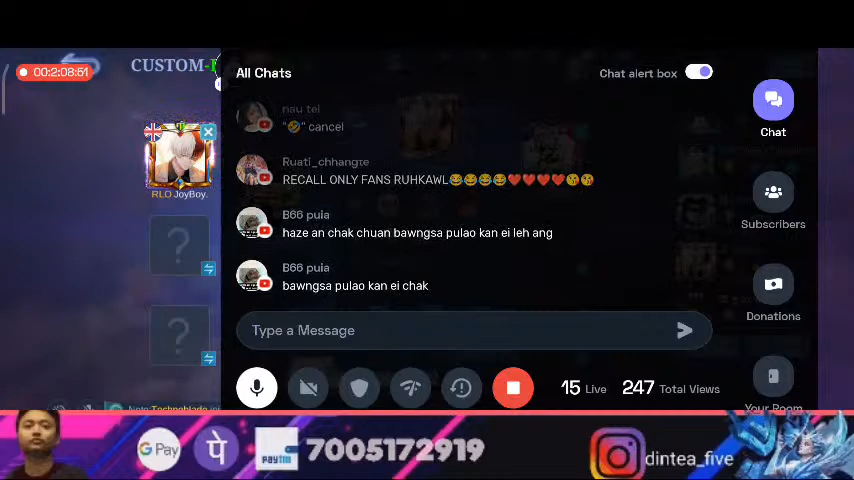 00:2:08:51
CUSTOM-
All Chats
Chat alert box
nau tei
"🤣" cancel
Ruati_chhangte
RECALL ONLY FANS RUHKAWL😂😂😂😂❤️❤️❤️❤️😘😘
B66 puia
haze an chak chuan bawngsa pulao kan ei leh ang
B66 puia
bawngsa pulao kan ei chak
Type a Message
Chat
Subscribers
Donations
Your Room
RLO JoyBoy.
15 Live 247 Total Views
G Pay
पे
paytm
7005172919
dintea_five